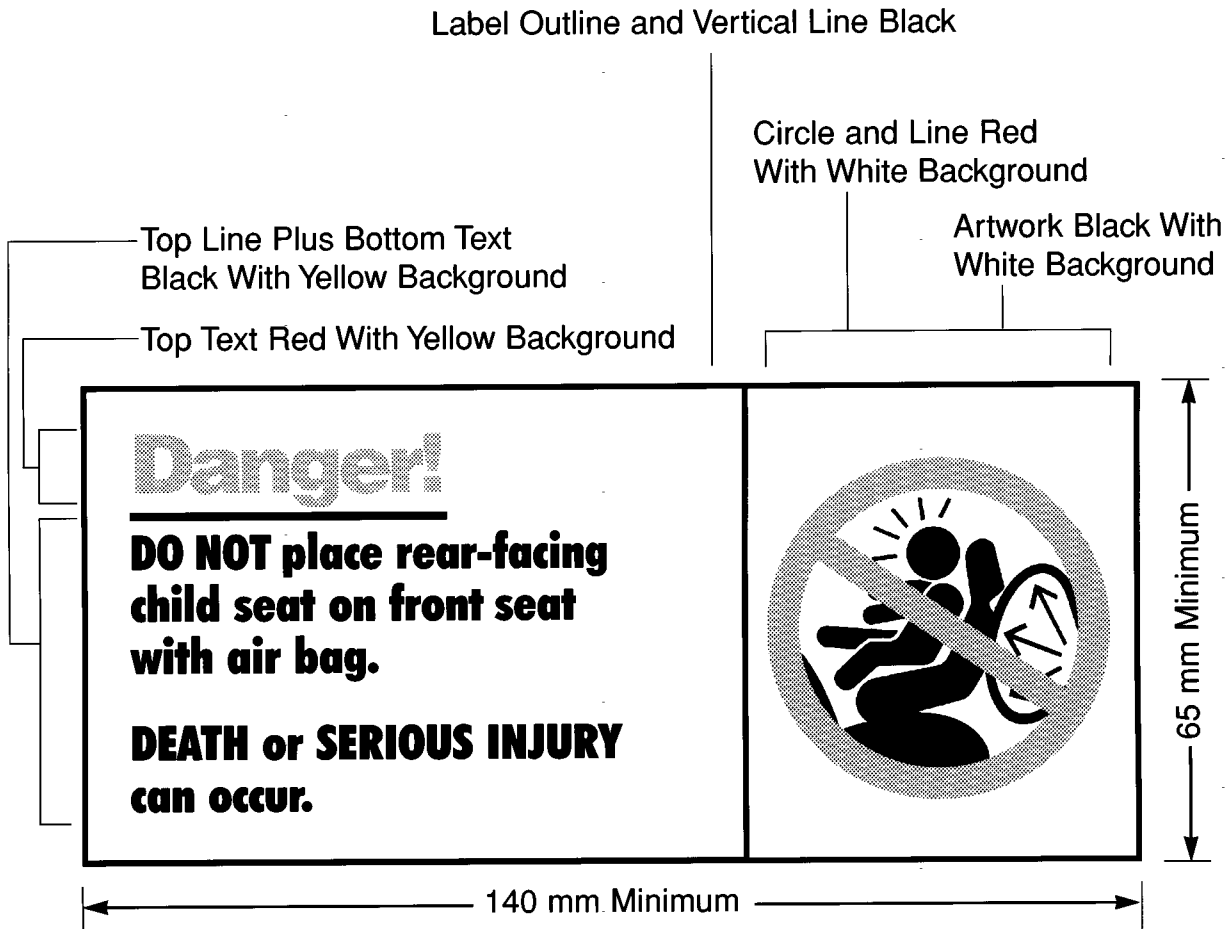 Label Outline and Vertical Line Black
Circle and Line Red
With White Background
Artwork Black With
White Background
Top Line Plus Bottom Text
Black With Yellow Background
Top Text Red With Yellow Background
Danger!
DO NOT place rear-facing
child seat on front seat
with air bag.
DEATH or SERIOUS INJURY
can occur.
65 mm Minimum
140 mm Minimum